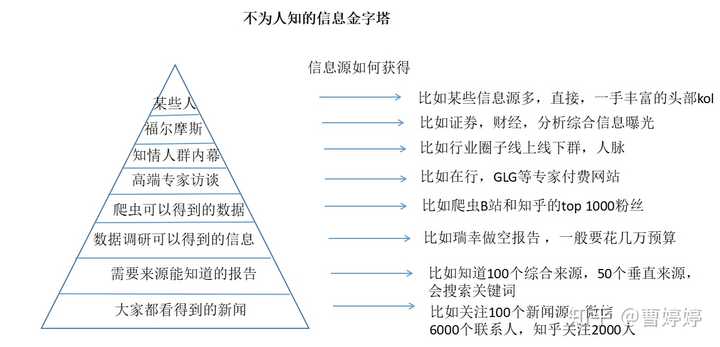 不为人知的信息金字塔
信息源如何获得
某些人
比如某些信息源多，直接，一手丰富的头部kol
福尔摩斯
比如证券，财经，分析综合信息曝光
知情人群内幕
比如行业圈子线上线下群，人脉
高端专家访谈
比如在行，GLG等专家付费网站
爬虫可以得到的数据
比如爬虫B站和知乎的top 1000粉丝
数据调研可以得到的信息
比如瑞幸做空报告，一般要花几万预算
需要来源能知道的报告
比如知道100个综合来源，50个垂直来源，
会搜索关键词
大家都看得到的新闻
比如关注100个新闻源，微信
6000个联系人，知乎关注2000人
知乎 @曹婷婷